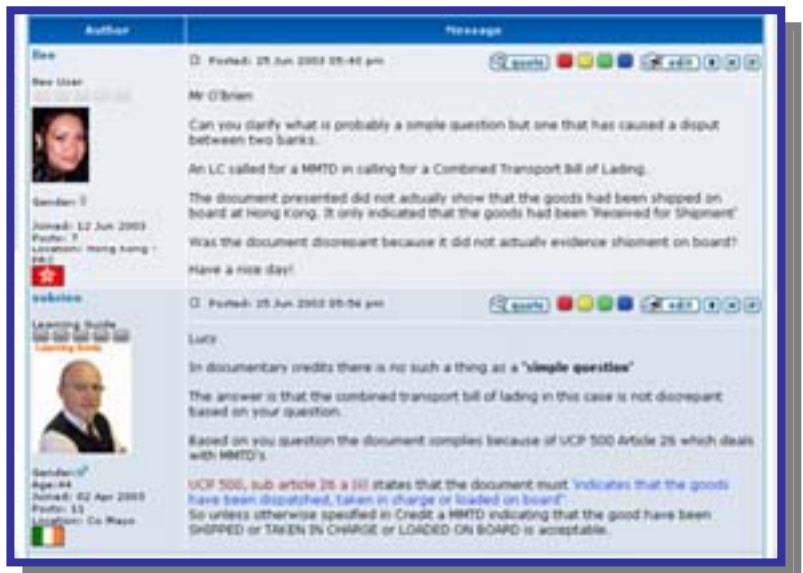 Author
Message
New User
Gender: ?
Joined: 12 Jun 2003
Posts: 7
Location: Hong Kong -
Posted: 25 Jun 2003 05:40 pm
quote
edit
Mr O'Brien
Can you clarify what is probably a simple question but one that has caused a disput
between two banks.
An LC called for a MMTD in calling for a Combined Transport Bill of Lading.
The document presented did not actually show that the goods had been shipped on
board at Hong Kong. It only indicated that the goods had been 'Received for Shipment'
Was the document discrepant because it did not actually evidence shipment on board?
Have a nice day!
sobrien
Learning Guide
Learning Guide
Gender:
Age:44
Joined: 02 Apr 2003
Posts: 11
Location: Co Mayo
Posted: 25 Jun 2003 05:56 pm
quote
edit
Lucy
In documentary credits there is no such a thing as a "simple question"
The answer is that the combined transport bill of lading in this case is not discrepant
based on your question.
Based on you question the document complies because of UCP 500 Article 26 which deals
with MMTD's
UCP 500, sub article 26 a (ii) states that the document must 'indicates that the goods
have been dispatched, taken in charge or loaded on board"
So unless otherwise specified in Credit a MMTD indicating that the good have been
SHIPPED or TAKEN IN CHARGE or LOADED ON BOARD is acceptable.